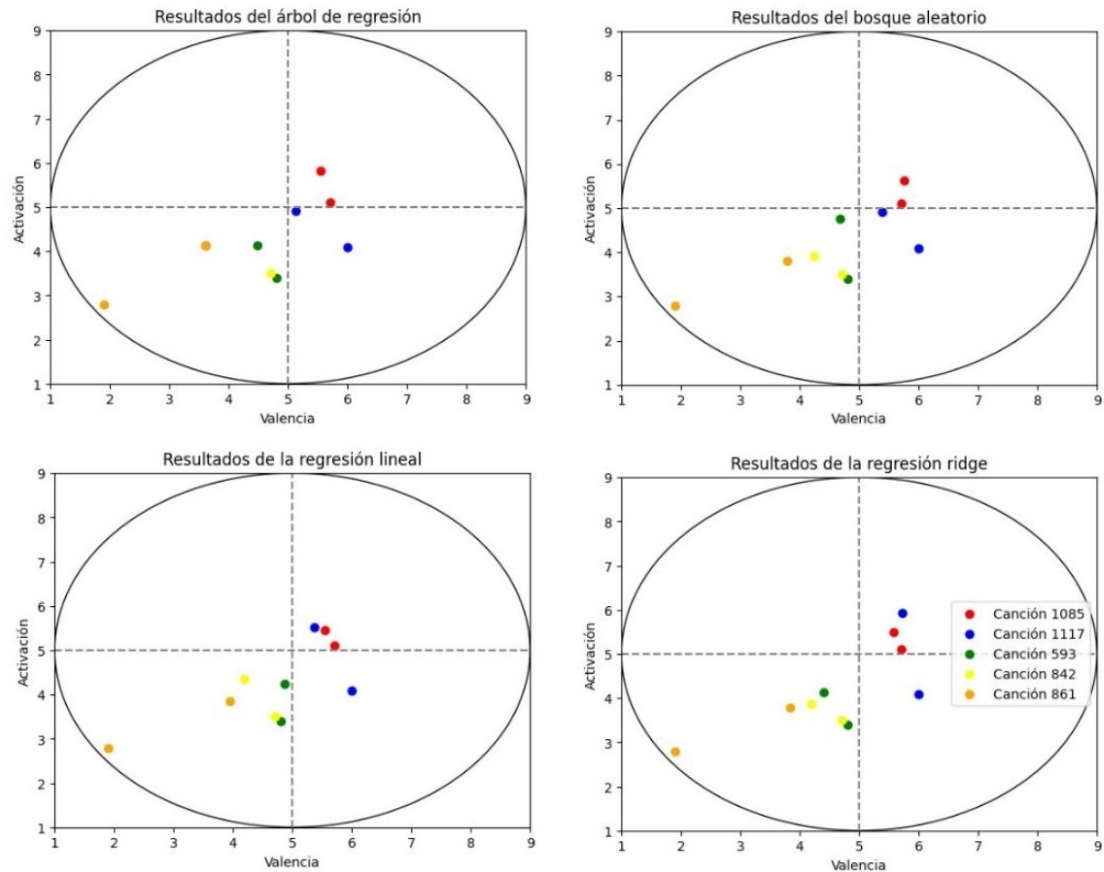 Resultados del árbol de regresión
9
8
7
6
5
4
3
2
1
Activación
1 2 3 4 5 6 7 8 9
Valencia
Resultados del bosque aleatorio
9
8
7
6
5
4
3
2
1
Activación
1 2 3 4 5 6 7 8 9
Valencia
Resultados de la regresión lineal
9
8
7
6
5
4
3
2
1
Activación
1 2 3 4 5 6 7 8 9
Valencia
Resultados de la regresión ridge
9
8
7
6
5
4
3
2
1
Activación
Canción 1085
Canción 1117
Canción 593
Canción 842
Canción 861
1 2 3 4 5 6 7 8 9
Valencia